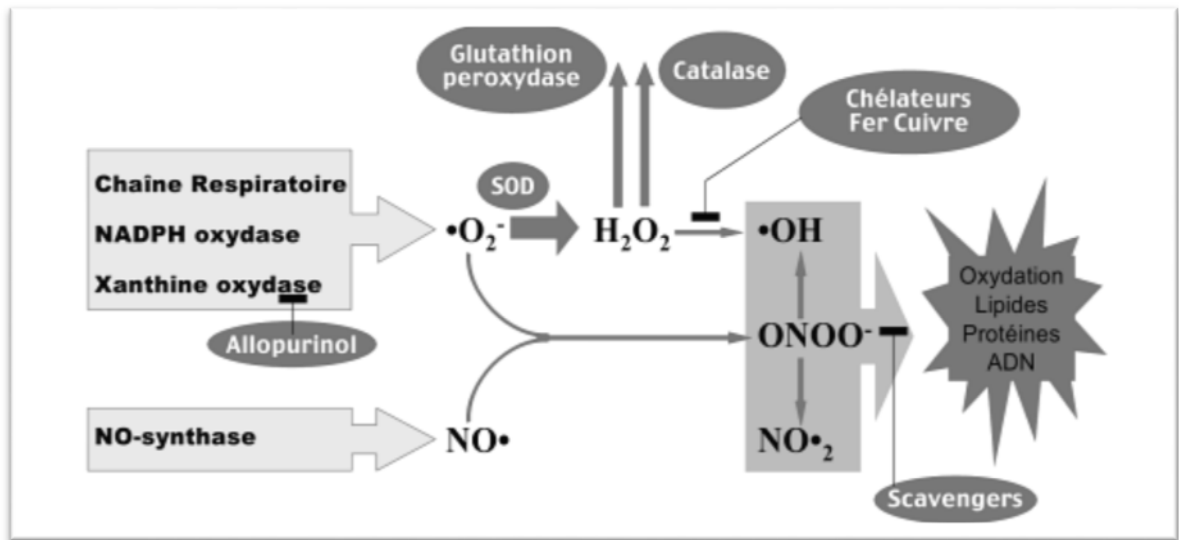 Glutathion
peroxydase
Catalase
Chélateurs
Fer Cuivre
Chaîne Respiratoire
NADPH oxydase
Xanthine oxydase
Allopurinol
SOD
•O₂⁻
H₂O₂
•OH
ONOO⁻
NO•₂
Oxydation
Lipides
Protéines
ADN
NO-synthase
NO•
Scavengers